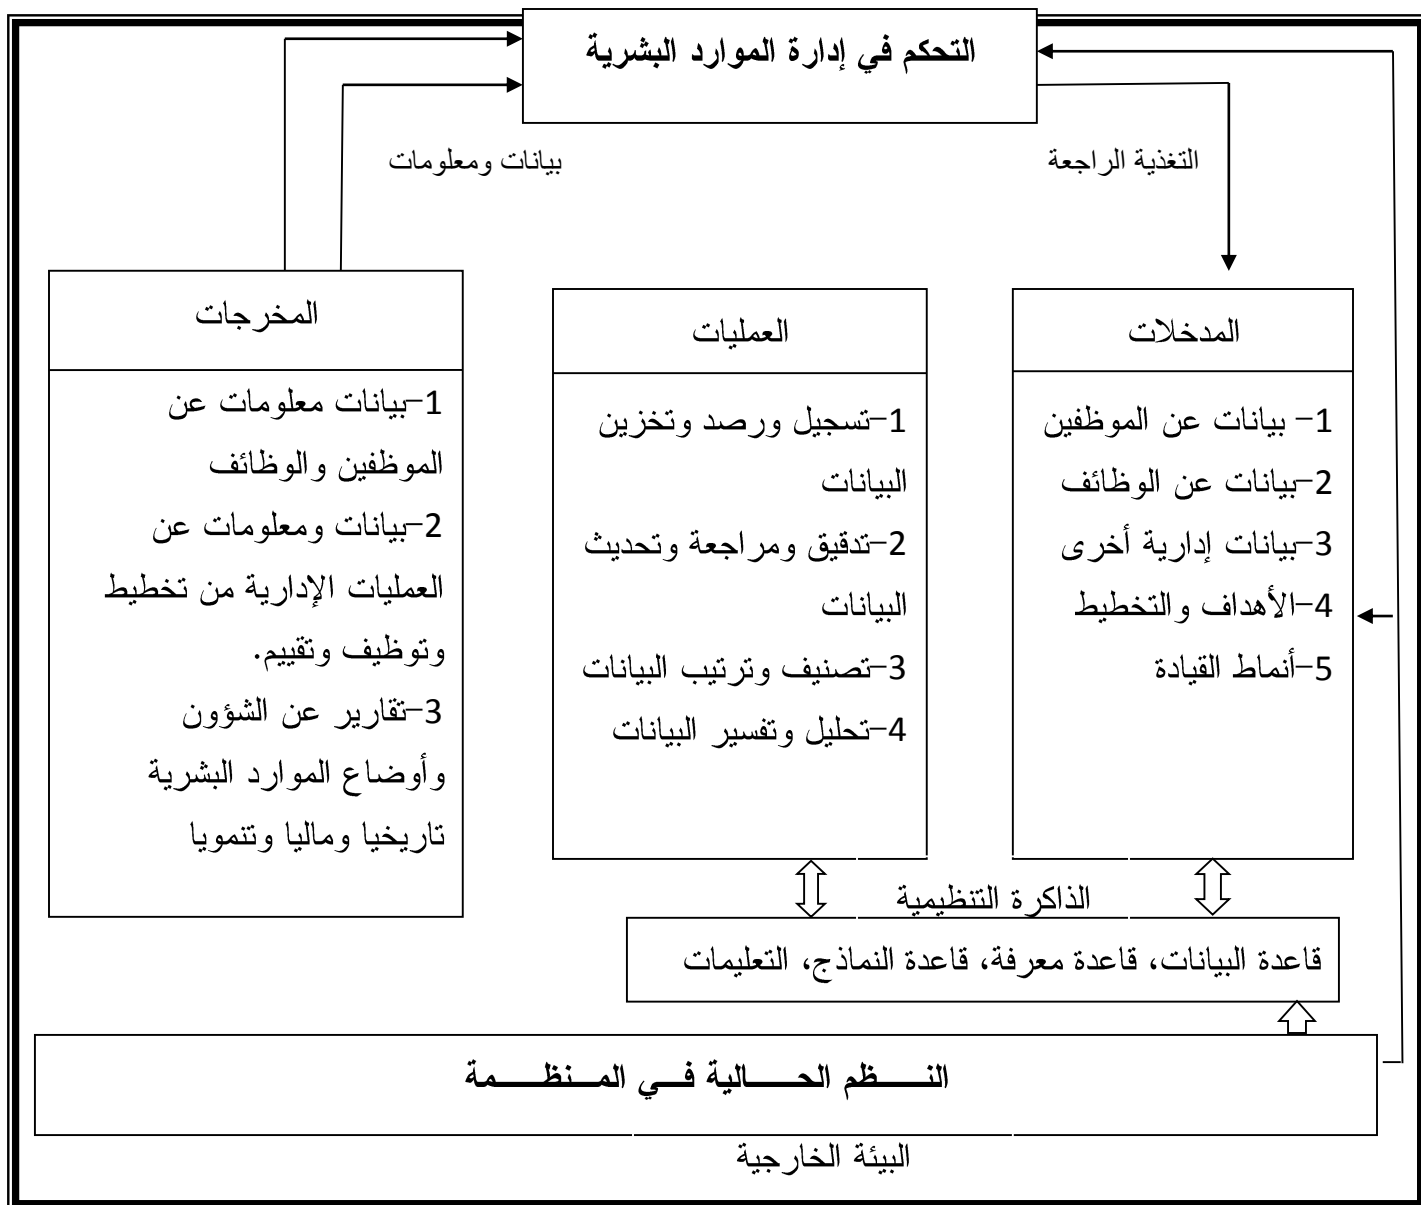 التحكم في إدارة الموارد البشرية
التغذية الراجعة
بيانات ومعلومات
المدخلات
1- بيانات عن الموظفين
2-بيانات عن الوظائف
3-بيانات إدارية أخرى
4-الأهداف والتخطيط
5-أنماط القيادة
العمليات
1-تسجيل ورصد وتخزين
البيانات
2-تدقيق ومراجعة وتحديث
البيانات
3-تصنيف وترتيب البيانات
4-تحليل وتفسير البيانات
المخرجات
1-بيانات معلومات عن
الموظفين والوظائف
2-بيانات ومعلومات عن
العمليات الإدارية من تخطيط
وتوظيف وتقييم.
3-تقارير عن الشؤون
وأوضاع الموارد البشرية
تاريخيا وماليا وتنمويا
الذاكرة التنظيمية
قاعدة البيانات، قاعدة معرفة، قاعدة النماذج، التعليمات
النـــــظم الحـــــالية فـــي المــنظـــــمة
البيئة الخارجية